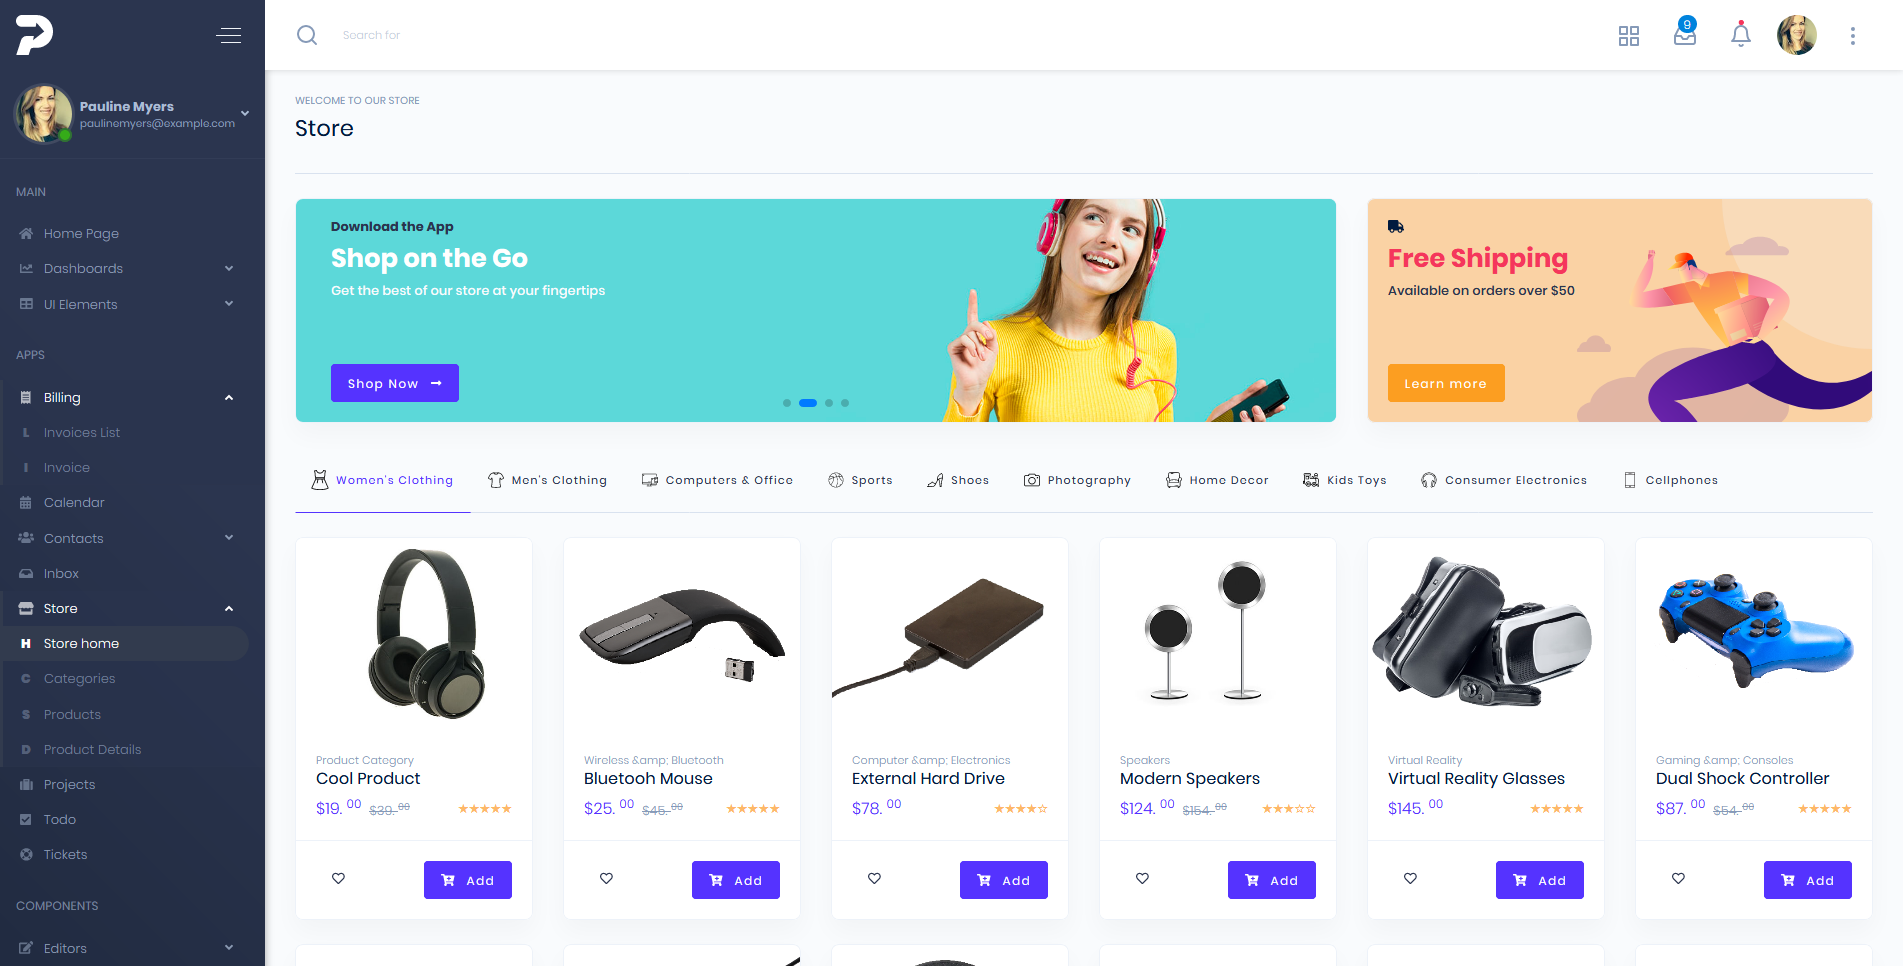 Search for
9
Pauline Myers
paulinemyers@example.com
MAIN
Home Page
Dashboards
UI Elements
APPS
Billing
L Invoices List
I Invoice
Calendar
Contacts
Inbox
Store
H Store home
C Categories
S Products
D Product Details
Projects
Todo
Tickets
COMPONENTS
Editors
WELCOME TO OUR STORE
Store
Download the App
Shop on the Go
Get the best of our store at your fingertips
Shop Now
Free Shipping
Available on orders over $50
Learn more
Women's Clothing Men's Clothing Computers & Office Sports Shoes Photography Home Decor Kids Toys Consumer Electronics Cellphones
Product Category
Cool Product
$19. 00 $39. 00
Add
Wireless &amp; Bluetooth
Bluetooh Mouse
$25. 00 $45. 00
Add
Computer &amp; Electronics
External Hard Drive
$78. 00
Add
Speakers
Modern Speakers
$124. 00 $154. 00
Add
Virtual Reality
Virtual Reality Glasses
$145. 00
Add
Gaming &amp; Consoles
Dual Shock Controller
$87. 00 $54. 00
Add